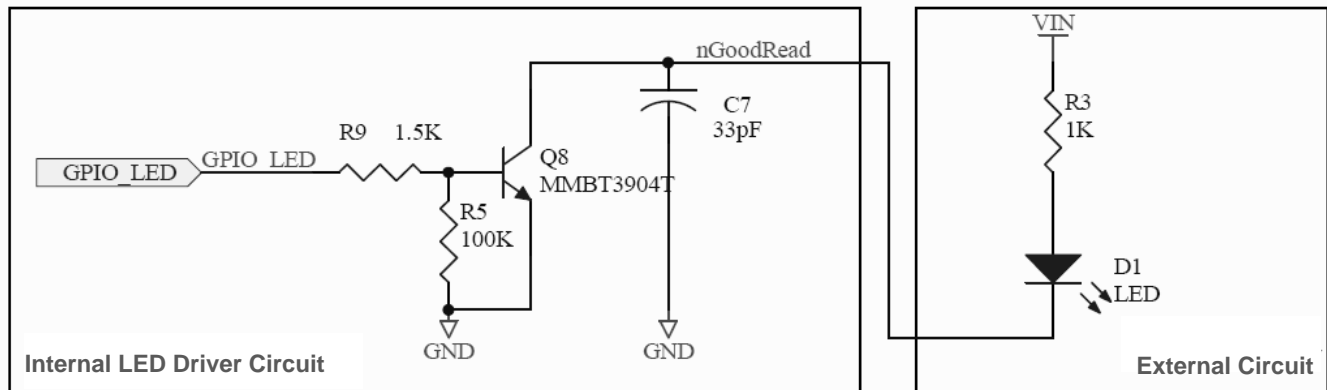 nGoodRead
VIN
C7
33pF
R3
1K
R9 1.5K
GPIO_LED
GPIO_LED
Q8
MMBT3904T
R5
100K
D1
LED
GND
GND
Internal LED Driver Circuit
External Circuit